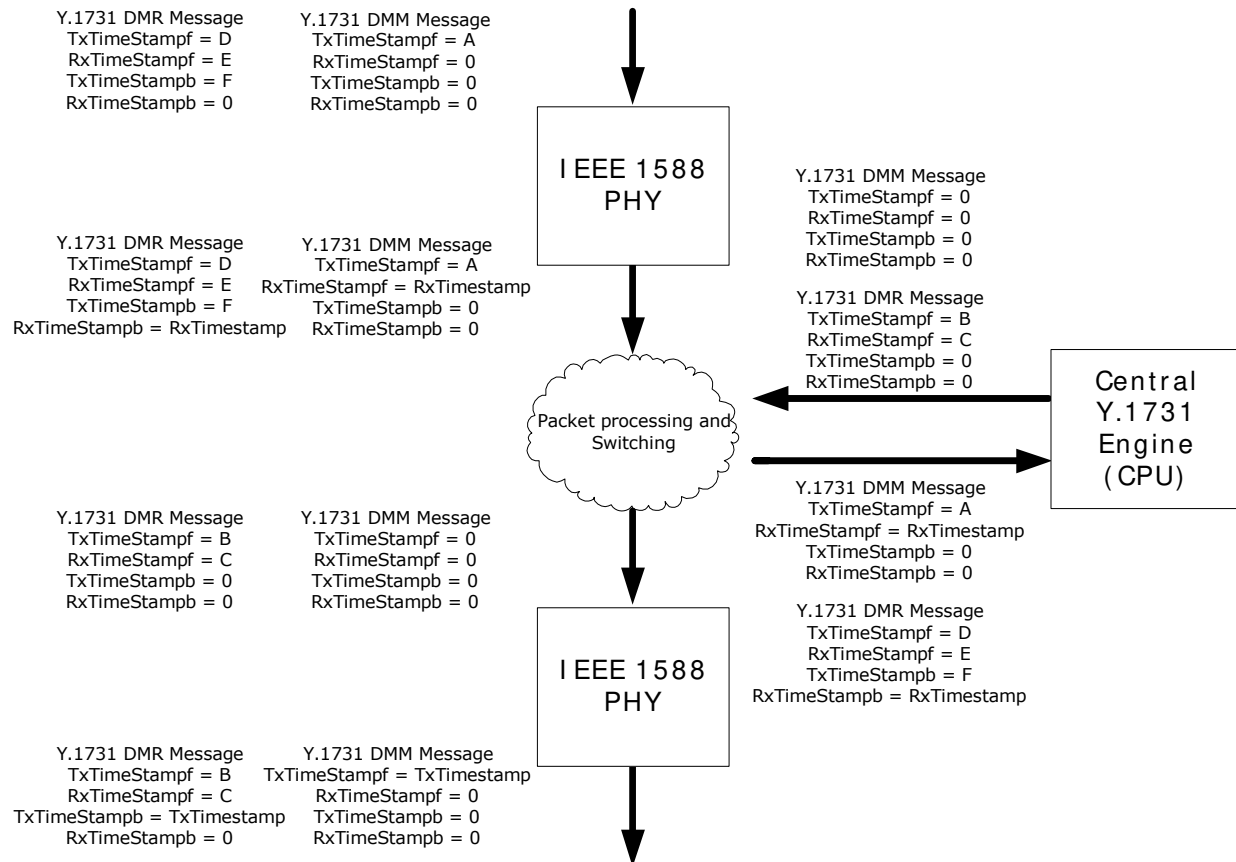 Y.1731 DMR Message
TxTimeStampf = D
RxTimeStampf = E
TxTimeStampb = F
RxTimeStampb = 0
Y.1731 DMM Message
TxTimeStampf = A
RxTimeStampf = 0
TxTimeStampb = 0
RxTimeStampb = 0
IEEE 1588
PHY
Y.1731 DMR Message
TxTimeStampf = D
RxTimeStampf = E
TxTimeStampb = F
RxTimeStampb = RxTimestamp
Y.1731 DMM Message
TxTimeStampf = A
RxTimeStampf = RxTimestamp
TxTimeStampb = 0
RxTimeStampb = 0
Y.1731 DMM Message
TxTimeStampf = 0
RxTimeStampf = 0
TxTimeStampb = 0
RxTimeStampb = 0
Y.1731 DMR Message
TxTimeStampf = B
RxTimeStampf = C
TxTimeStampb = 0
RxTimeStampb = 0
Packet processing and
Switching
Central
Y.1731
Engine
(CPU)
Y.1731 DMM Message
TxTimeStampf = A
RxTimeStampf = RxTimestamp
TxTimeStampb = 0
RxTimeStampb = 0
Y.1731 DMR Message
TxTimeStampf = D
RxTimeStampf = E
TxTimeStampb = F
RxTimeStampb = RxTimestamp
Y.1731 DMR Message
TxTimeStampf = B
RxTimeStampf = C
TxTimeStampb = 0
RxTimeStampb = 0
Y.1731 DMM Message
TxTimeStampf = 0
RxTimeStampf = 0
TxTimeStampb = 0
RxTimeStampb = 0
IEEE 1588
PHY
Y.1731 DMR Message
TxTimeStampf = B
RxTimeStampf = C
TxTimeStampb = TxTimestamp
RxTimeStampb = 0
Y.1731 DMM Message
TxTimeStampf = TxTimestamp
RxTimeStampf = 0
TxTimeStampb = 0
RxTimeStampb = 0